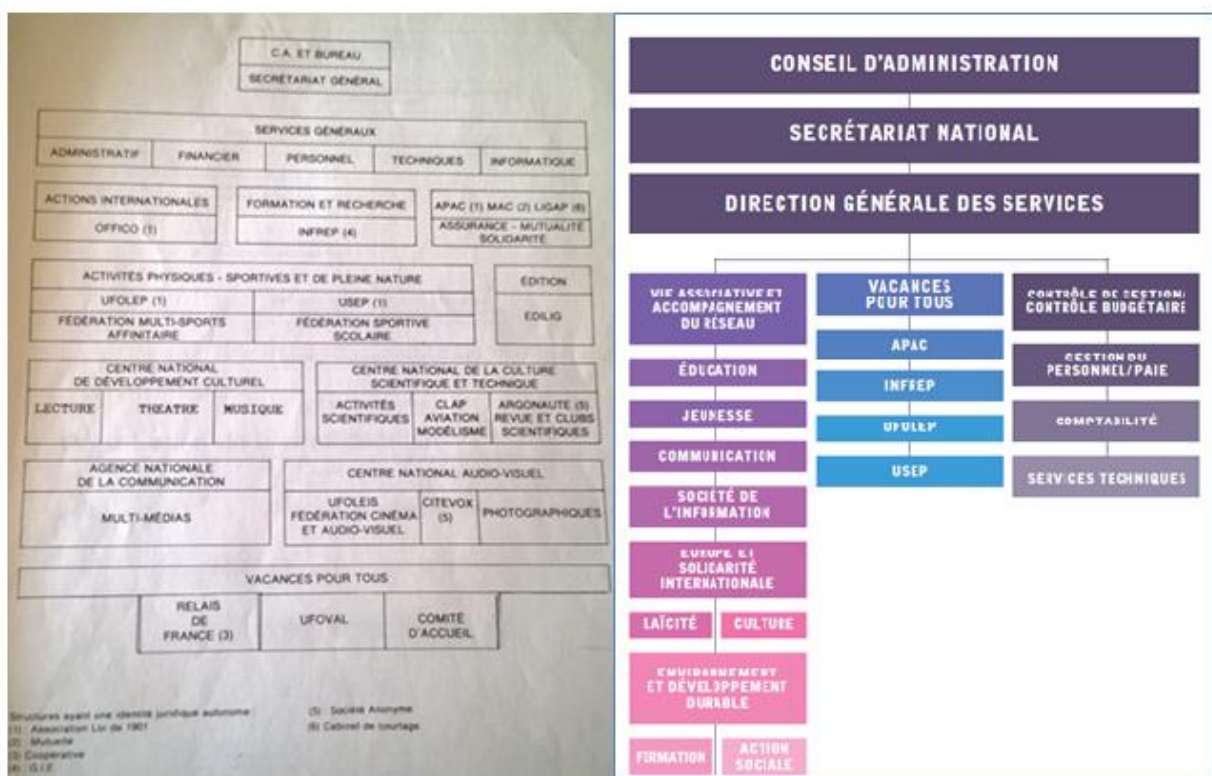 C.A. ET BUREAU
SECRÉTARIAT GÉNÉRAL
SERVICES GÉNÉRAUX
ADMINISTRATIF FINANCIER PERSONNEL TECHNIQUES INFORMATIQUE
ACTIONS INTERNATIONALES
OFFICO (1)
FORMATION ET RECHERCHE
INFREP (4)
APAC (1) MAC (2) LIGAP (6)
ASSURANCE - MUTUALITÉ
SOLIDARITÉ
ACTIVITÉS PHYSIQUES - SPORTIVES ET DE PLEINE NATURE
UFOLEP (1)
FÉDÉRATION MULTI-SPORTS
AFFINITAIRE
USEP (1)
FÉDÉRATION SPORTIVE
SCOLAIRE
EDITION
EDILIG
CENTRE NATIONAL
DE DÉVELOPPEMENT CULTUREL
LECTURE THEATRE MUSIQUE
CENTRE NATIONAL DE LA CULTURE
SCIENTIFIQUE ET TECHNIQUE
ACTIVITÉS
SCIENTIFIQUES
CLAP
AVIATION
MODÉLISME
ARGONAUTE (5)
REVUE ET CLUBS
SCIENTIFIQUES
AGENCE NATIONALE
DE LA COMMUNICATION
MULTI-MÉDIAS
CENTRE NATIONAL AUDIO-VISUEL
UFOLEIS
FÉDÉRATION CINÉMA
ET AUDIO-VISUEL
CITEVOX
(5)
PHOTOGRAPHIQUES
VACANCES POUR TOUS
RELAIS
DE
FRANCE (3)
UFOVAL
COMITÉ
D'ACCUEIL
Structures ayant une identité juridique autonome :
(1) : Association Loi de 1901
(2) : Mutuelle
(3) Coopérative
(4) : G.I.E.
(5) : Société Anonyme
(6) Cabinet de courtage
CONSEIL D'ADMINISTRATION
SECRÉTARIAT NATIONAL
DIRECTION GÉNÉRALE DES SERVICES
VIE ASSOCIATIVE ET
ACCOMPAGNEMENT
DU RÉSEAU
ÉDUCATION
JEUNESSE
COMMUNICATION
SOCIÉTÉ DE
L'INFORMATION
EUROPE ET
SOLIDARITÉ
INTERNATIONALE
LAÏCITÉ CULTURE
ENVIRONNEMENT
ET DÉVELOPPEMENT
DURABLE
FORMATION
ACTION
SOCIALE
VACANCES
POUR TOUS
APAC
INFREP
UFOLEP
USEP
CONTRÔLE DE GESTION/
CONTRÔLE BUDGÉTAIRE
GESTION DU
PERSONNEL/PAIE
COMPTABILITÉ
SERVICES TECHNIQUES